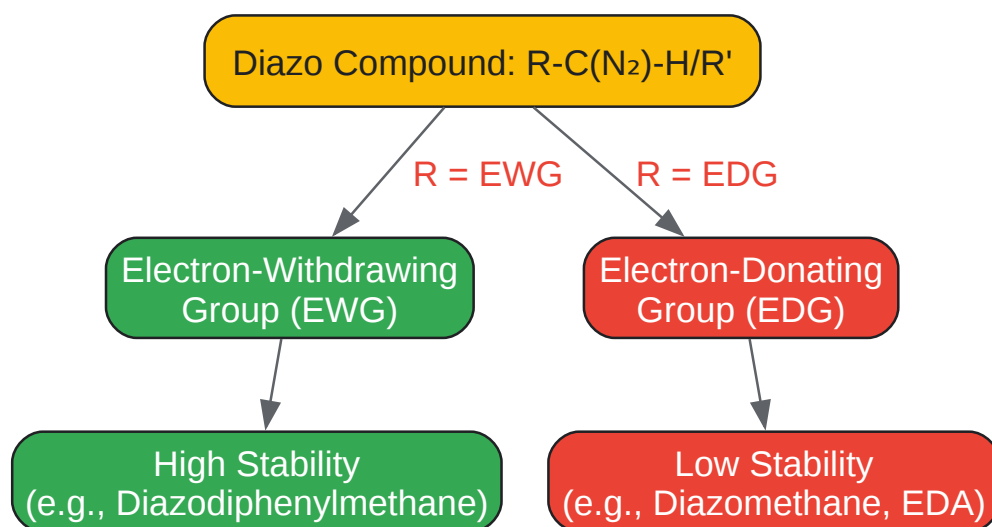 Diazo Compound: R-C(N₂)-H/R'
R = EWG
R = EDG
Electron-Withdrawing
Group (EWG)
Electron-Donating
Group (EDG)
High Stability
(e.g., Diazodiphenylmethane)
Low Stability
(e.g., Diazomethane, EDA)